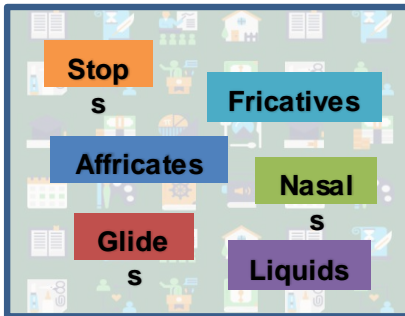 Stop
s
Fricatives
Affricates
Nasal
s
Glide
s
Liquids